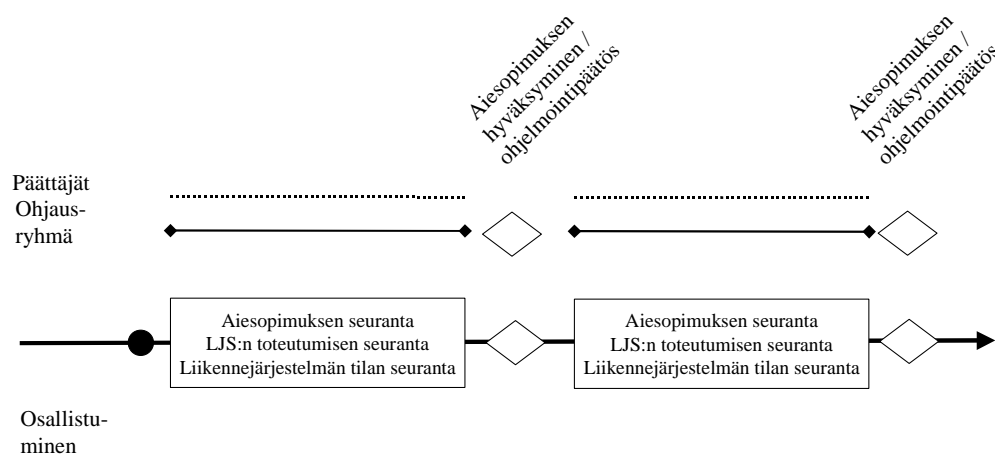 Aiesopimuksen
hyväksyminen /
ohjelmointipäätös
Aiesopimuksen
hyväksyminen /
ohjelmointipäätös
Päättäjät
Ohjaus-
ryhmä
Aiesopimuksen seuranta
LJS:n toteutumisen seuranta
Liikennejärjestelmän tilan seuranta
Aiesopimuksen seuranta
LJS:n toteutumisen seuranta
Liikennejärjestelmän tilan seuranta
Osallistu-
minen